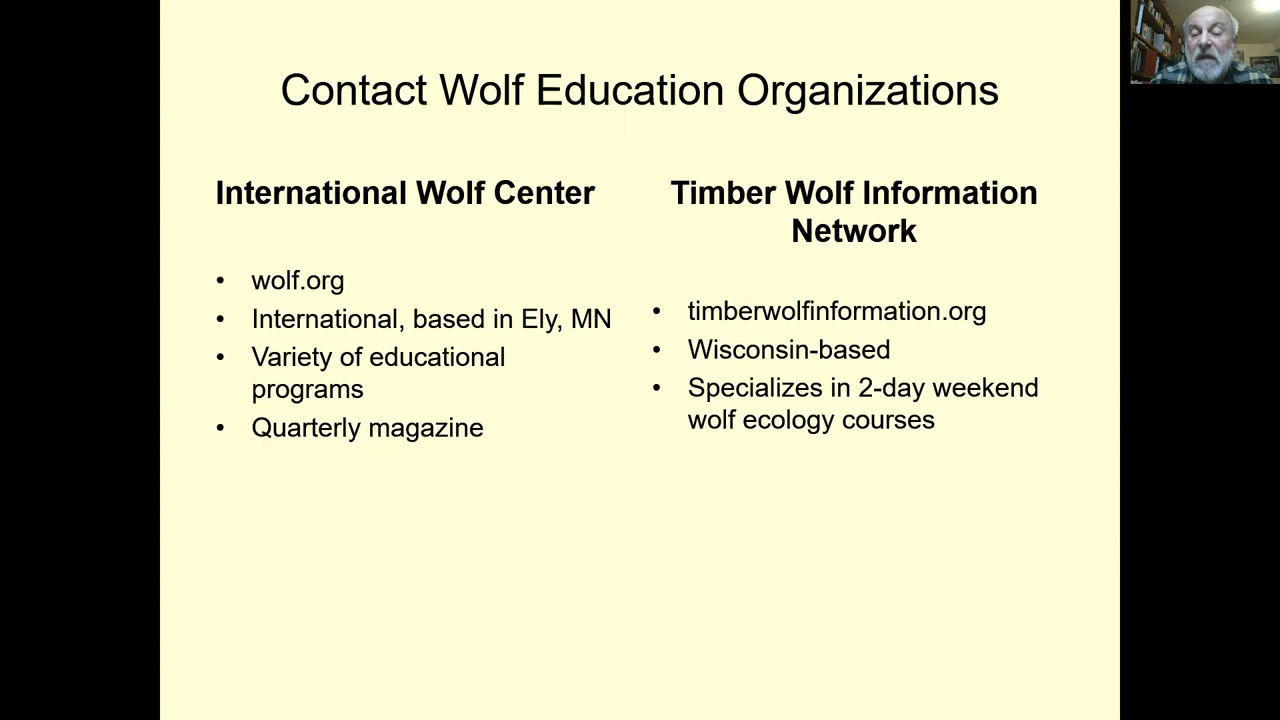 Contact Wolf Education Organizations
International Wolf Center
• wolf.org
• International, based in Ely, MN
• Variety of educational
programs
• Quarterly magazine
Timber Wolf Information
Network
• timberwolfinformation.org
• Wisconsin-based
• Specializes in 2-day weekend
wolf ecology courses